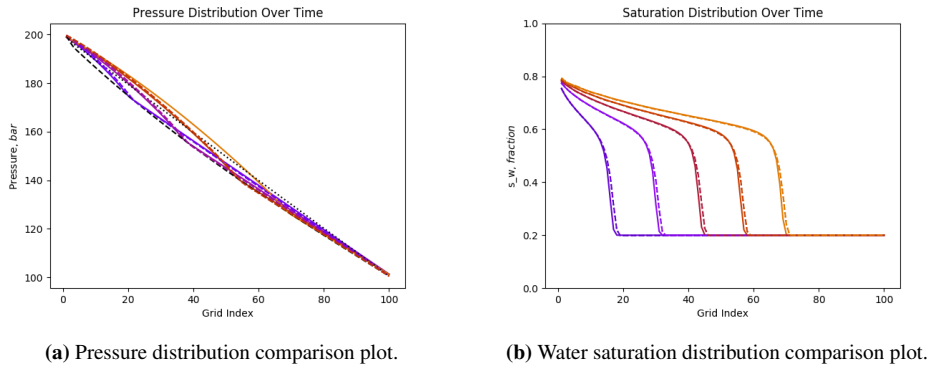 Pressure Distribution Over Time
200
180
160
140
120
100
Pressure, bar
0 20 40 60 80 100
Grid Index
(a) Pressure distribution comparison plot.
Saturation Distribution Over Time
1.0
0.8
0.6
0.4
0.2
0.0
s_w, fraction
0 20 40 60 80 100
Grid Index
(b) Water saturation distribution comparison plot.